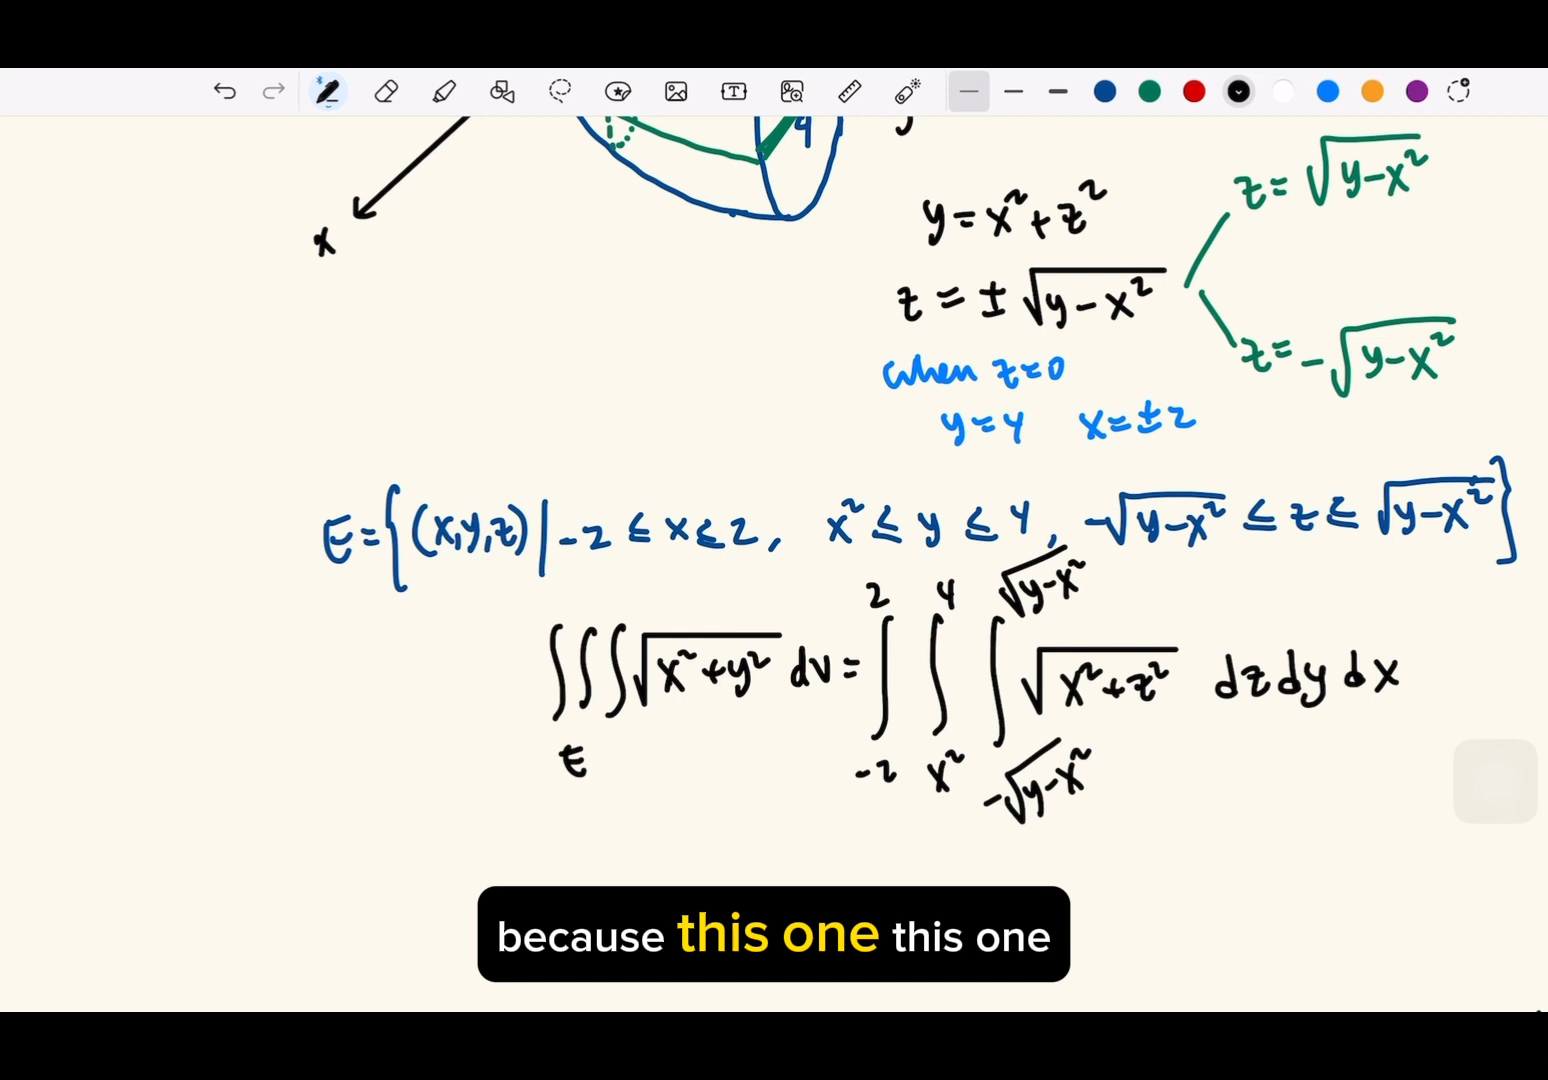 4
x
y = x² + z²
z = ± √(y − x²)
z = √(y − x²)
z = − √(y − x²)
when z = 0
y = 4 x = ± 2
E = { (x, y, z) | −2 ≤ x ≤ 2, x² ≤ y ≤ 4, −√(y − x²) ≤ z ≤ √(y − x²) }
∭_E √(x² + y²) dV = ∫_{-2}^{2} ∫_{x²}^{4} ∫_{-√(y−x²)}^{√(y−x²)} √(x² + z²) dz dy dx
because this one this one